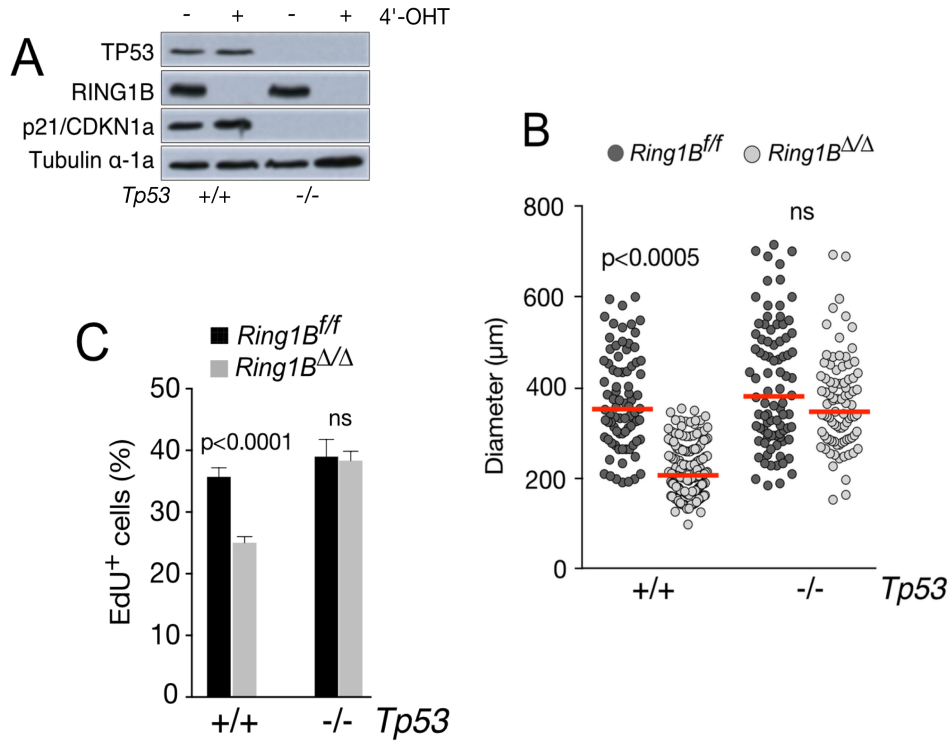 - + - + 4'-OHT
A
TP53
RING1B
p21/CDKN1a
Tubulin α-1a
Tp53 +/+ -/-
B
Ring1Bf/f Ring1BΔ/Δ
800
ns
p<0.0005
600
400
200
0
Diameter (µm)
+/+ -/- Tp53
C
Ring1Bf/f
Ring1BΔ/Δ
50
ns
p<0.0001
40
30
20
10
0
EdU+ cells (%)
+/+ -/- Tp53